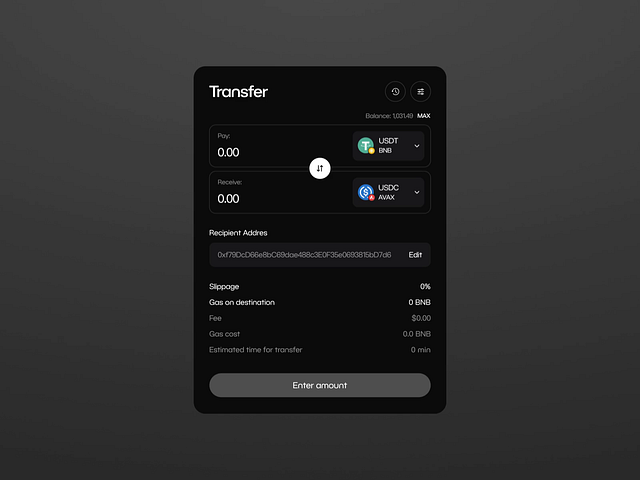 Transfer
Balance: 1,031.49 MAX
Pay:
0.00
USDT
BNB
Receive:
0.00
USDC
AVAX
Recipient Addres
0xf79DcD66e8bC69dae488c3E0F35e0693815bD7d6 Edit
Slippage 0%
Gas on destination 0 BNB
Fee $0.00
Gas cost 0.0 BNB
Estimated time for transfer 0 min
Enter amount